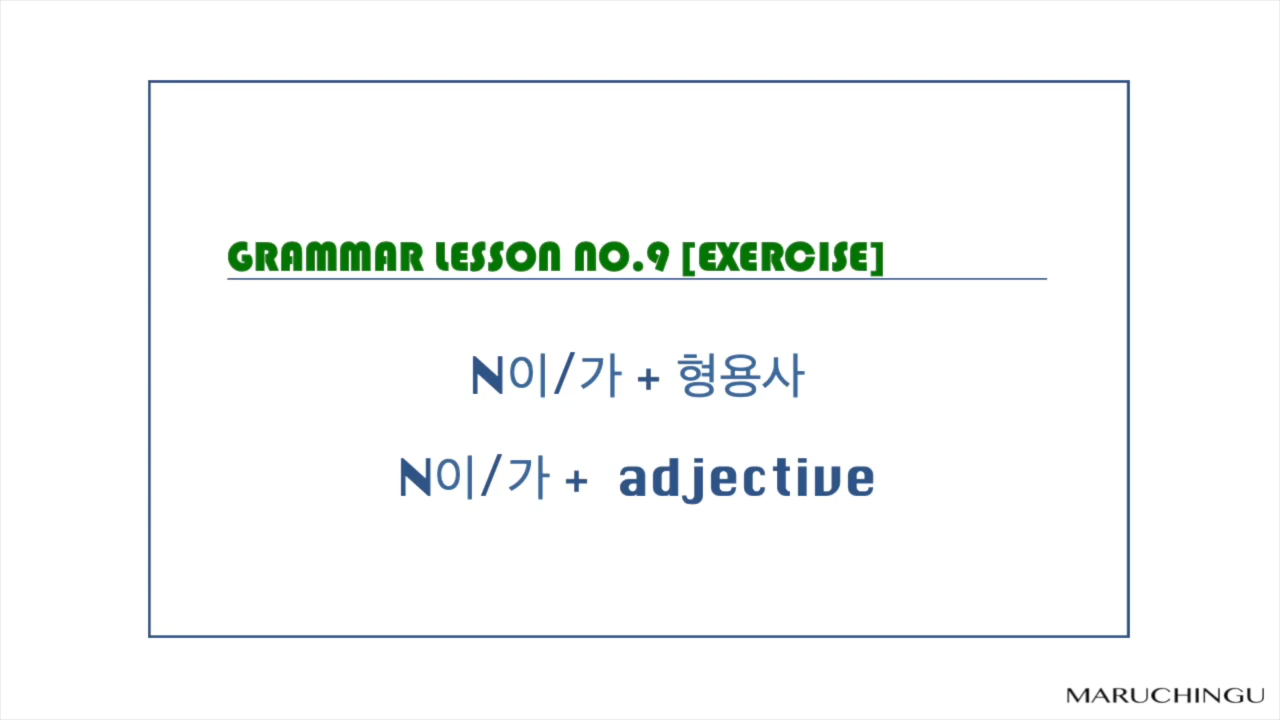 GRAMMAR LESSON NO.9 [EXERCISE]
N이/가 + 형용사
N이/가 + adjective
MARUCHINGU